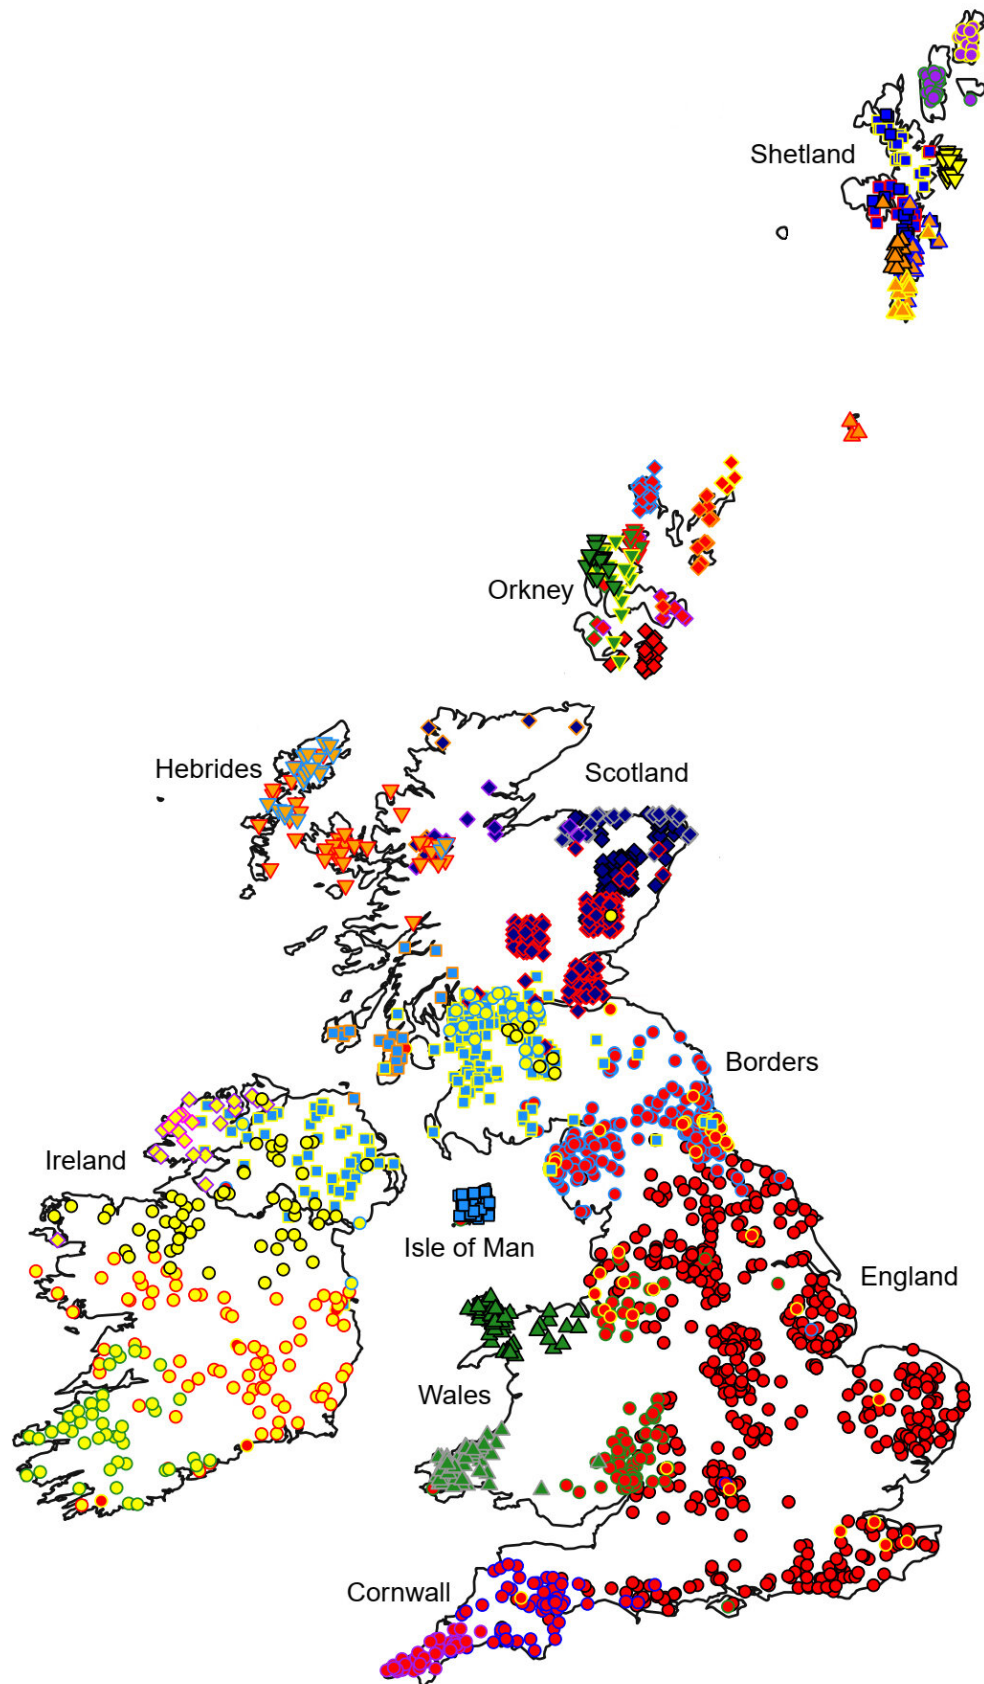 Shetland
Orkney
Hebrides
Scotland
Borders
Ireland
Isle of Man
England
Wales
Cornwall